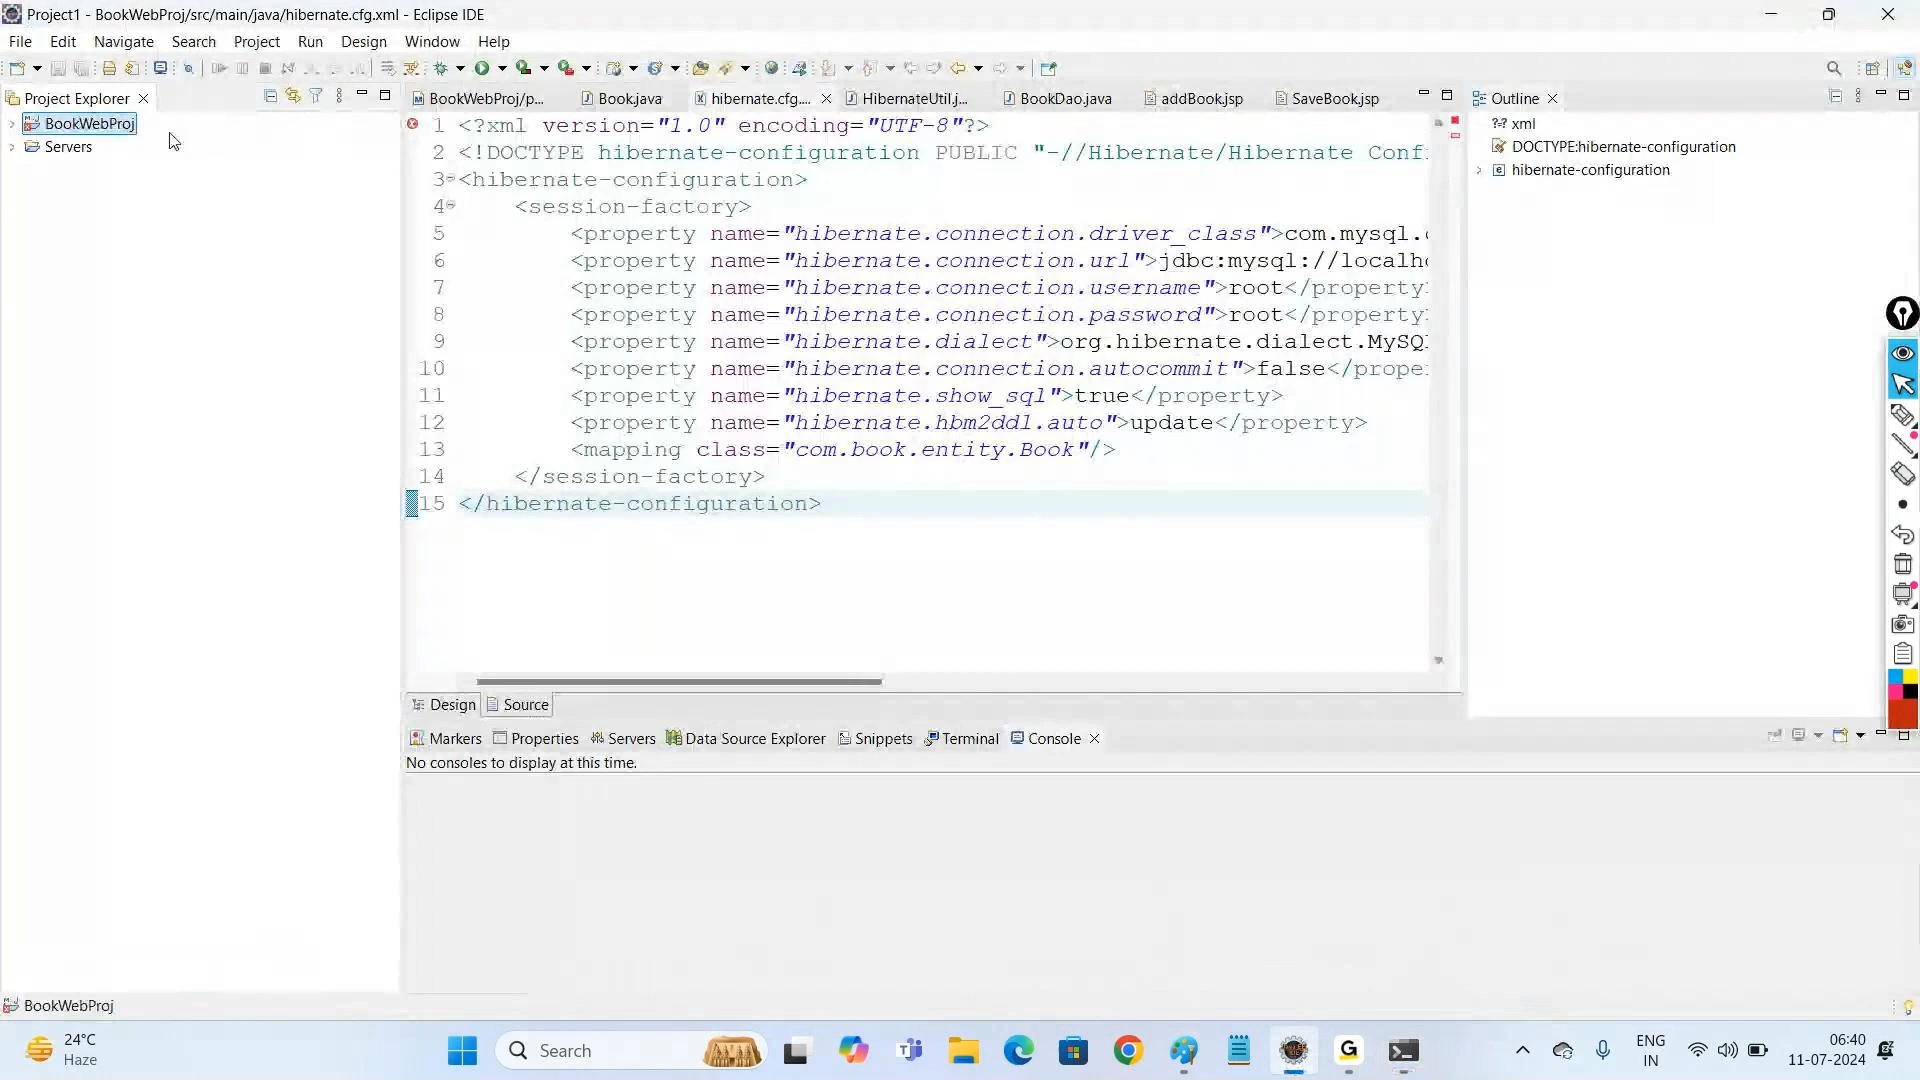 Project1 - BookWebProj/src/main/java/hibernate.cfg.xml - Eclipse IDE
File Edit Navigate Search Project Run Design Window Help
Project Explorer
BookWebProj
Servers
BookWebProj/p... Book.java hibernate.cfg.... HibernateUtil.j... BookDao.java addBook.jsp SaveBook.jsp
1 <?xml version="1.0" encoding="UTF-8"?>
2 <!DOCTYPE hibernate-configuration PUBLIC "-//Hibernate/Hibernate Conf
3 <hibernate-configuration>
4 <session-factory>
5 <property name="hibernate.connection.driver_class">com.mysql.
6 <property name="hibernate.connection.url">jdbc:mysql://localh
7 <property name="hibernate.connection.username">root</property
8 <property name="hibernate.connection.password">root</property
9 <property name="hibernate.dialect">org.hibernate.dialect.MySQ
10 <property name="hibernate.connection.autocommit">false</prope
11 <property name="hibernate.show_sql">true</property>
12 <property name="hibernate.hbm2ddl.auto">update</property>
13 <mapping class="com.book.entity.Book"/>
14 </session-factory>
15 </hibernate-configuration>
Design Source
Outline
xml
DOCTYPE:hibernate-configuration
hibernate-configuration
Markers Properties Servers Data Source Explorer Snippets Terminal Console
No consoles to display at this time.
BookWebProj
24°C
Haze
Search
ENG
IN
06:40
11-07-2024